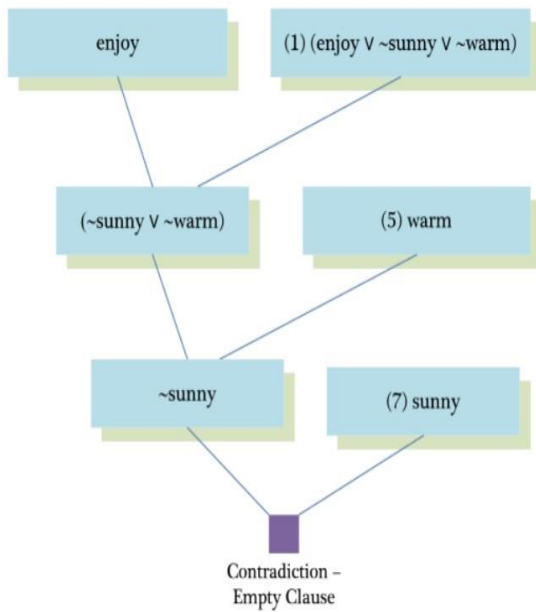 enjoy
(1) (enjoy ∨ ~sunny ∨ ~warm)
(~sunny ∨ ~warm)
(5) warm
~sunny
(7) sunny
Contradiction –
Empty Clause